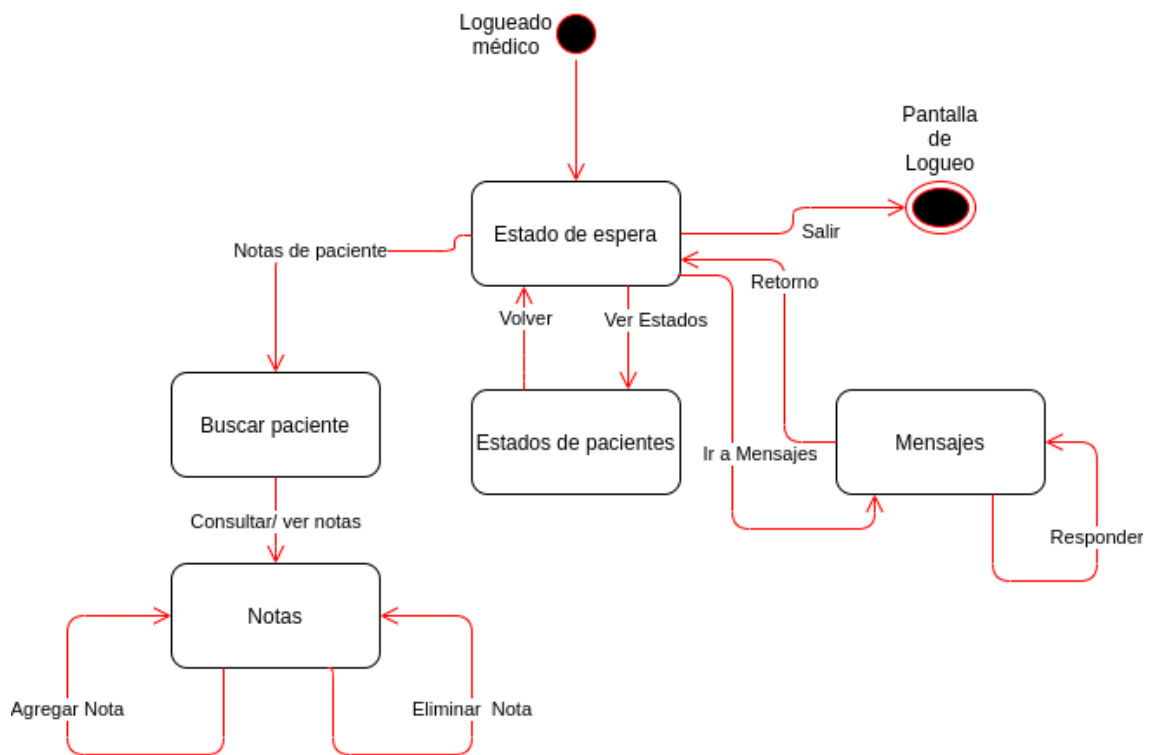 Logueado
médico
Pantalla
de
Logueo
Estado de espera
Salir
Notas de paciente
Retorno
Volver
Ver Estados
Buscar paciente
Estados de pacientes
Mensajes
Ir a Mensajes
Consultar/ ver notas
Responder
Notas
Agregar Nota
Eliminar  Nota